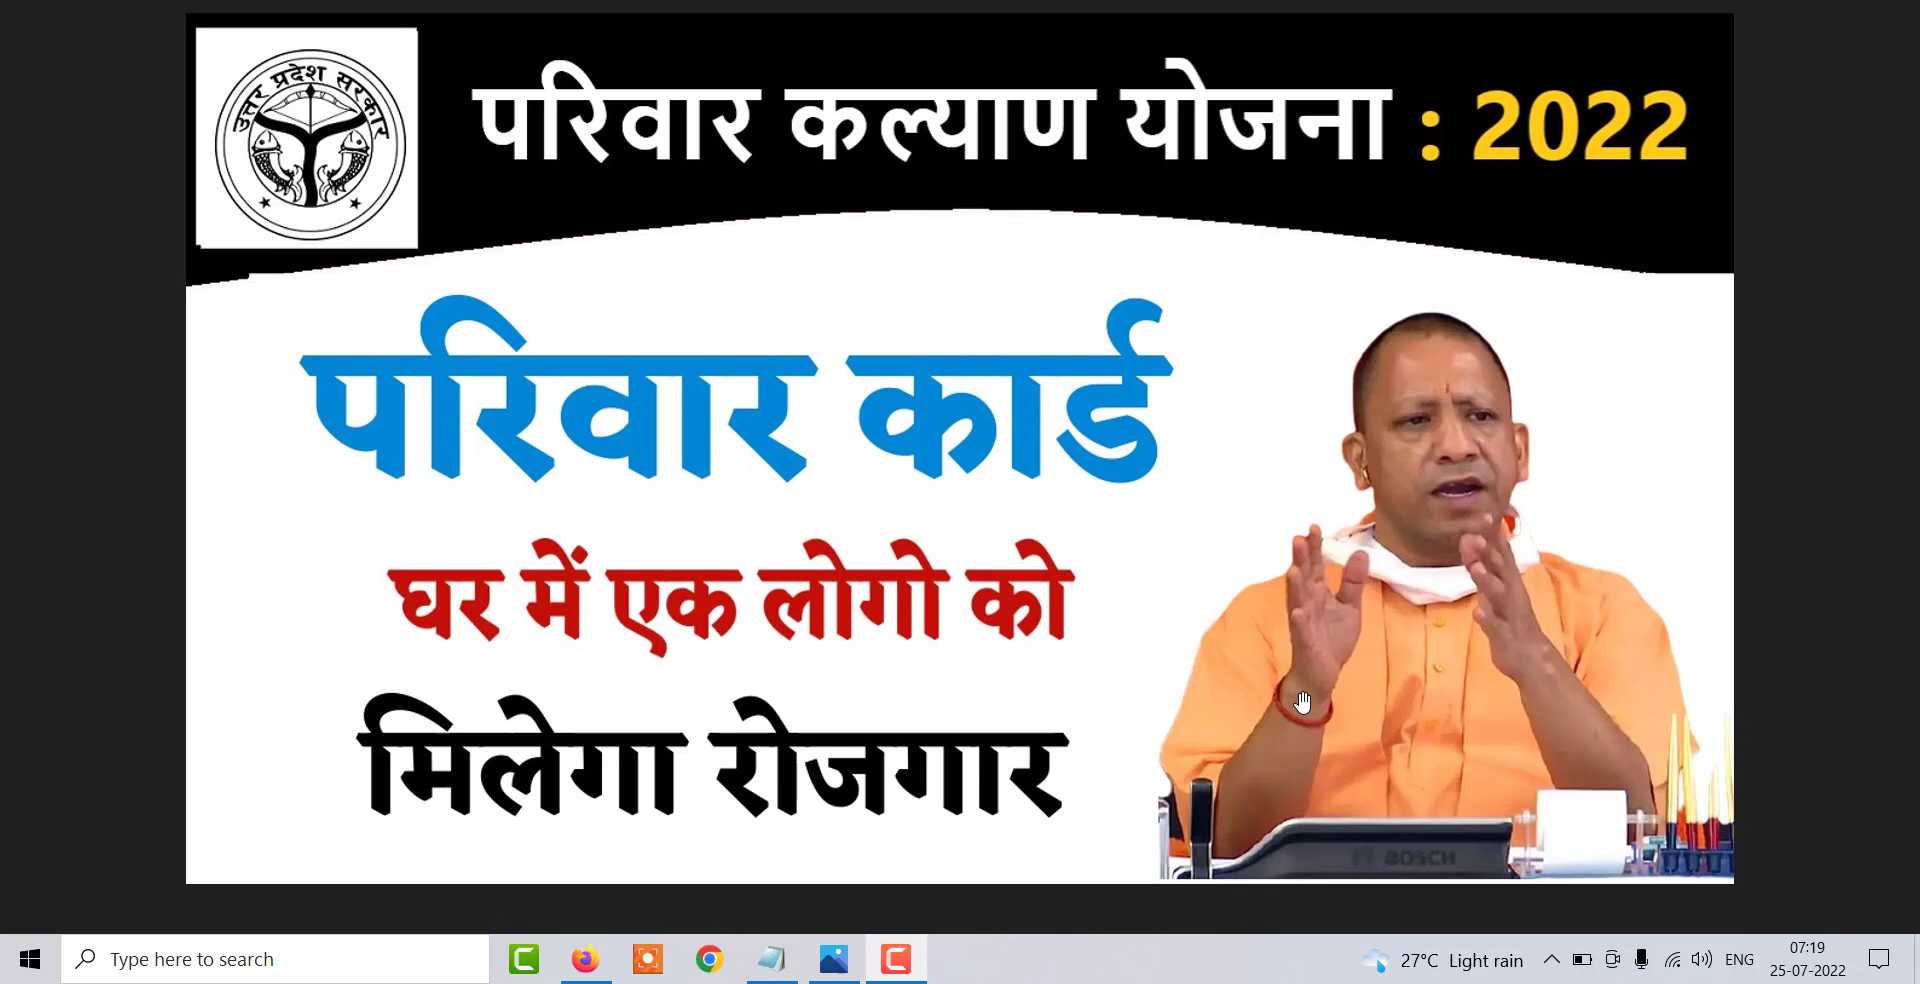 उत्तर प्रदेश सरकार
परिवार कल्याण योजना : 2022
परिवार कार्ड
घर में एक लोगो को
मिलेगा रोजगार
BOSCH
Type here to search
27°C Light rain
ENG
07:19
25-07-2022